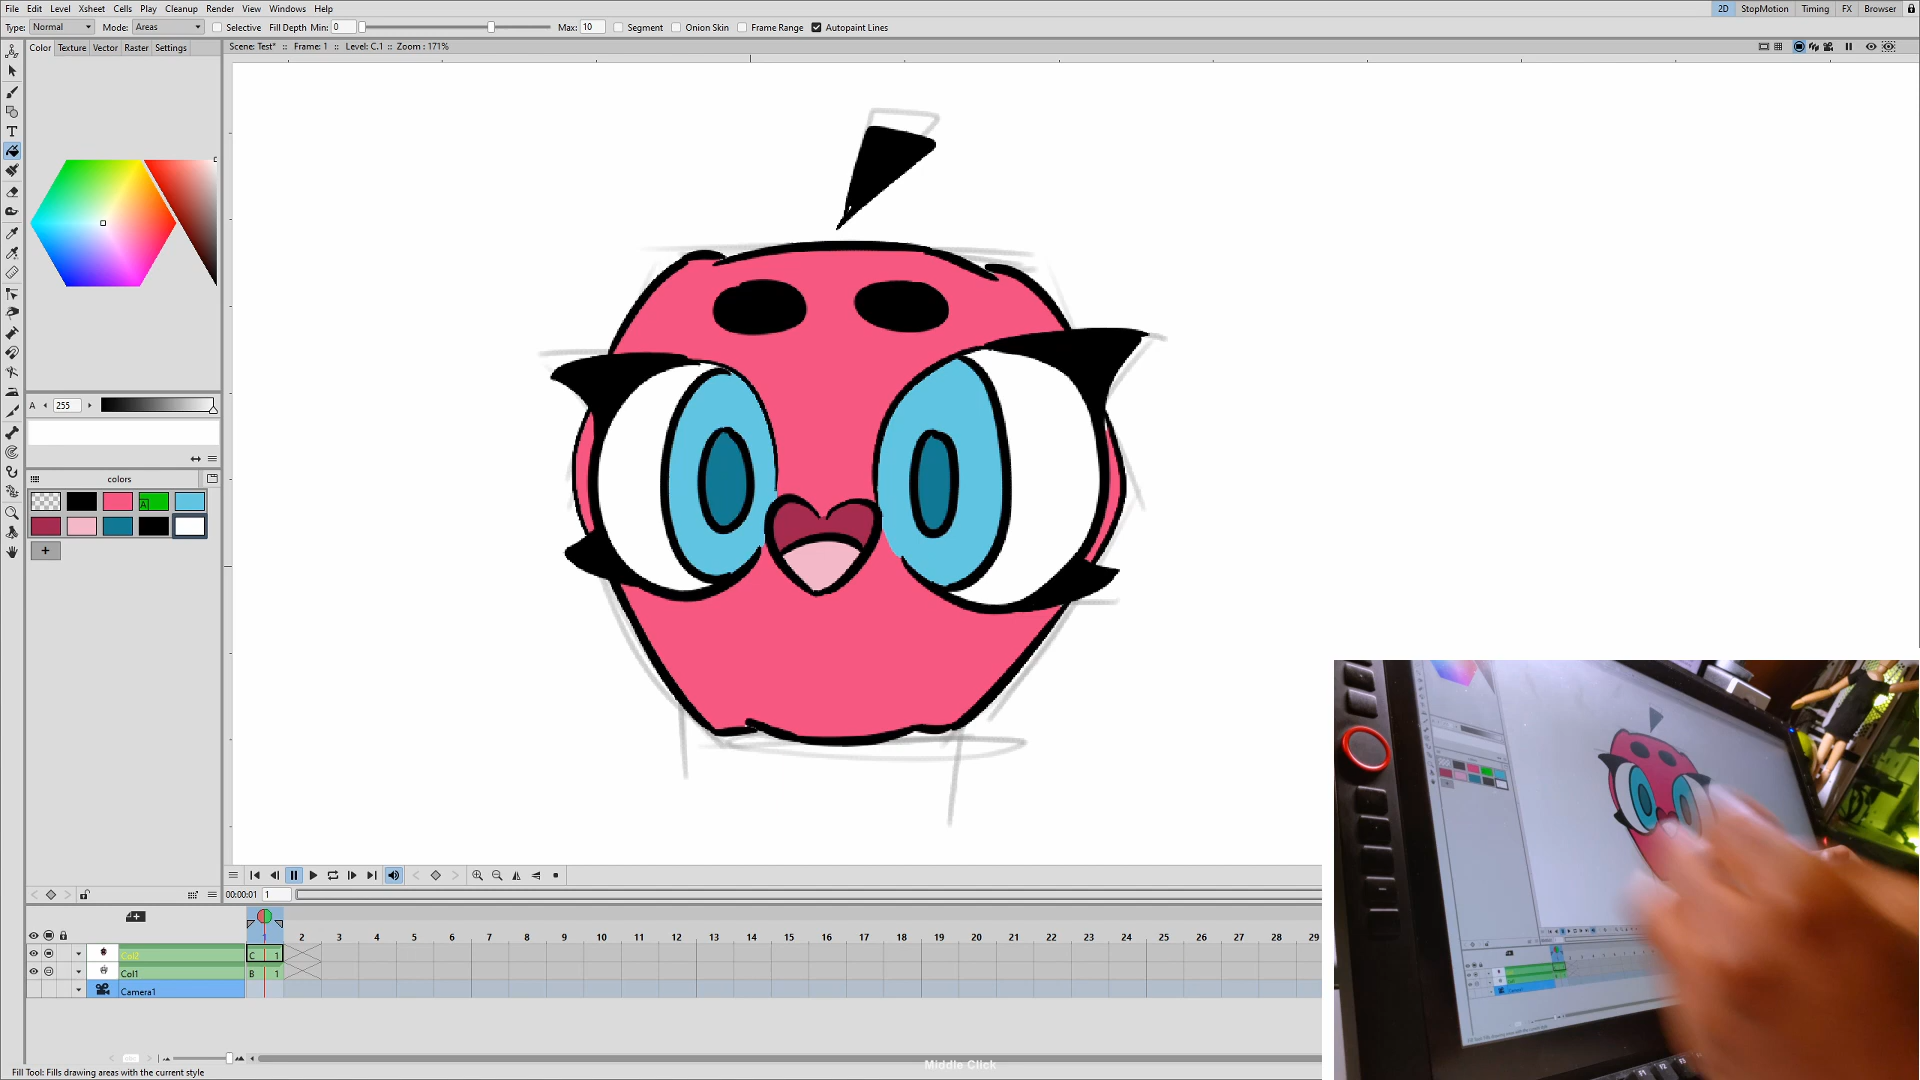 File Edit Level Xsheet Cells Play Cleanup Render View Windows Help
2D StopMotion Timing FX Browser
Type: Normal Mode: Areas Selective Fill Depth Min: 0 Max: 10 Segment Onion Skin Frame Range Autopaint Lines
Color Texture Vector Raster Settings
Scene: Test* :: Frame: 1 :: Level: C.1 :: Zoom : 171%
A 255
colors
A
+
00:00:01 1
1 2 3 4 5 6 7 8 9 10 11 12 13 14 15 16 17 18 19 20 21 22 23 24 25 26 27 28 29
Col2 C 1
Col1 B 1
Camera1
Middle Click
Fill Tool: Fills drawing areas with the current style
F1 F2